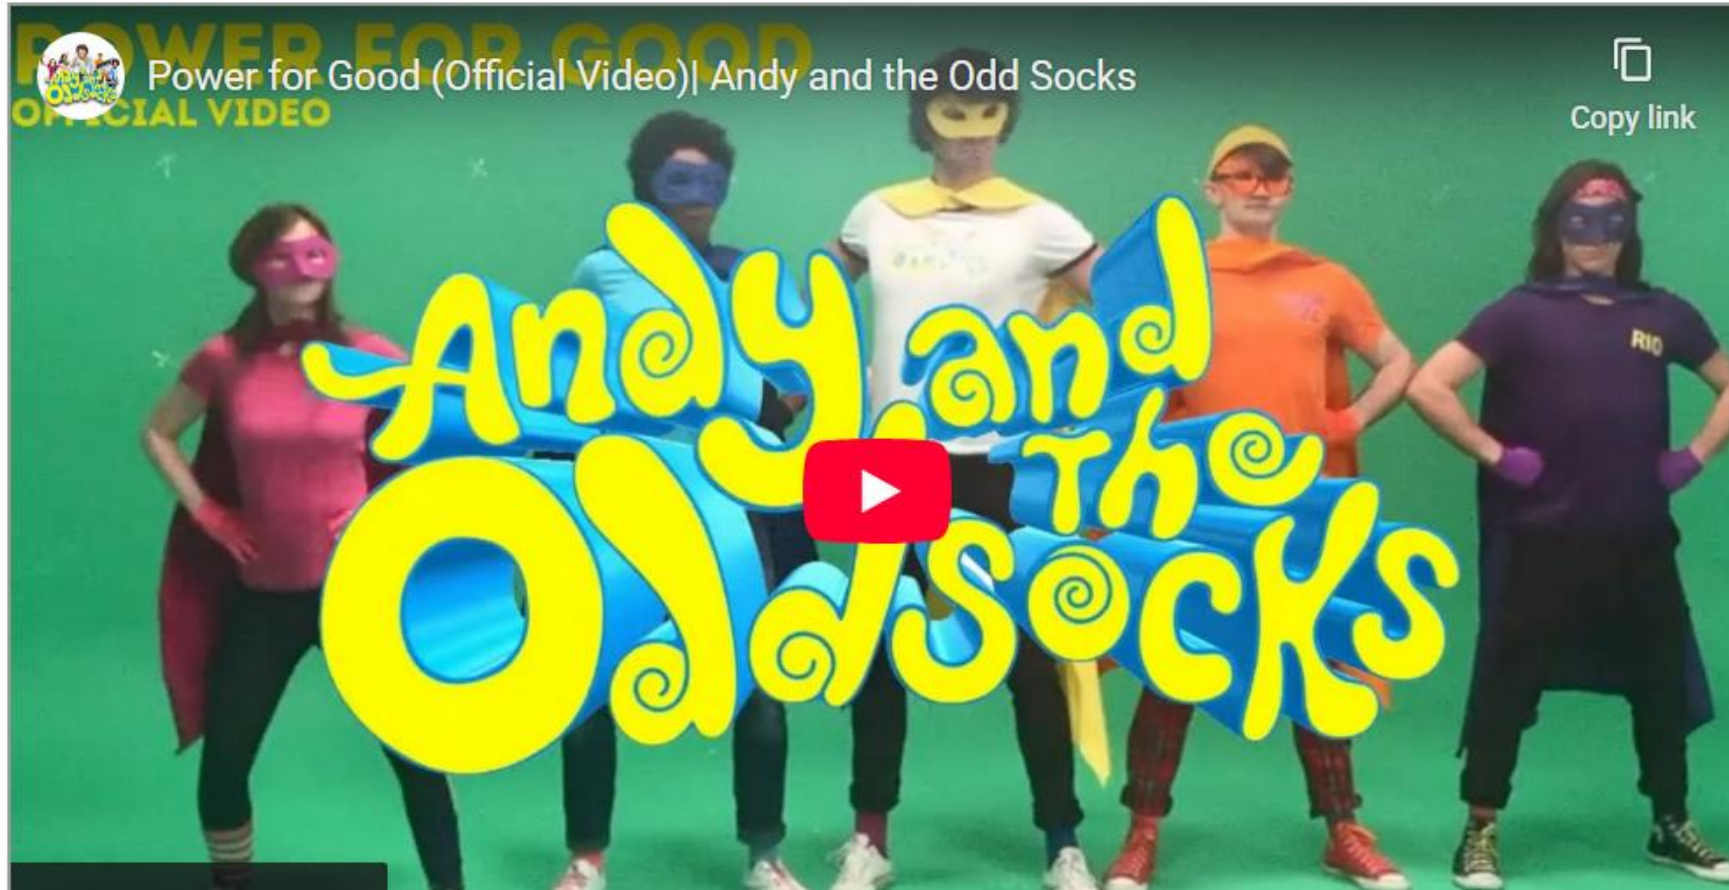 POWER FOR GOOD
Power for Good (Official Video)| Andy and the Odd Socks
OFFICIAL VIDEO
Copy link
Andy and
the
Oddsocks
RIO